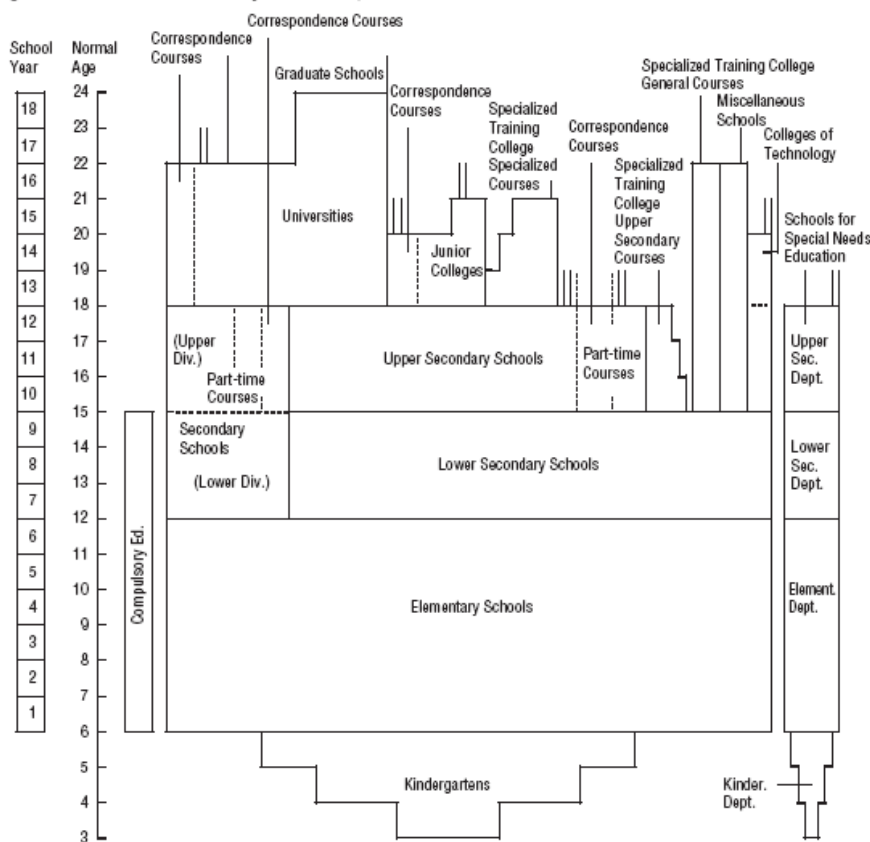 Correspondence Courses
Correspondence
Courses
School
Year
Normal
Age
Graduate Schools
Correspondence
Courses
Specialized
Training
College
Specialized
Courses
Correspondence
Courses
Specialized
Training
College
Upper
Secondary
Courses
Specialized Training College
General Courses
Miscellaneous
Schools
Colleges of
Technology
Schools for
Special Needs
Education
18
17
16
15
14
13
12
11
10
9
8
7
6
5
4
3
2
1
24
23
22
21
20
19
18
17
16
15
14
13
12
11
10
9
8
7
6
5
4
3
Compulsory Ed.
Universities
Junior
Colleges
(Upper
Div.)
Part-time
Courses
Upper Secondary Schools
Part-time
Courses
Upper
Sec.
Dept.
Secondary
Schools
(Lower Div.)
Lower Secondary Schools
Lower
Sec.
Dept.
Elementary Schools
Element.
Dept.
Kindergartens
Kinder.
Dept.